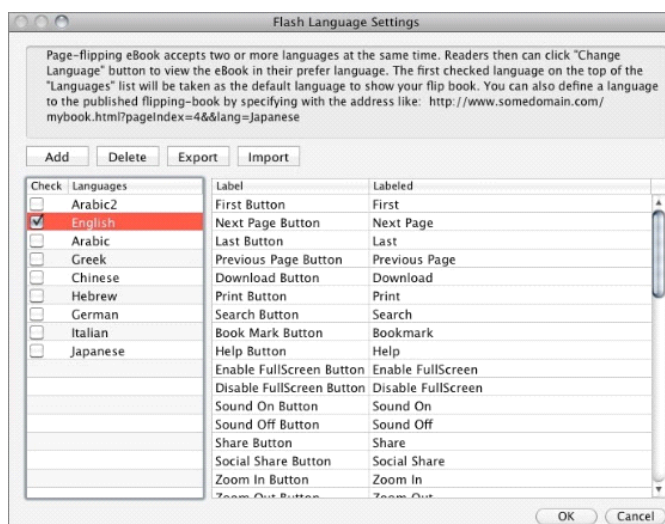 Flash Language Settings
Page-flipping eBook accepts two or more languages at the same time. Readers then can click "Change
Language" button to view the eBook in their prefer language. The first checked language on the top of the
"Languages" list will be taken as the default language to show your flip book. You can also define a language
to the published flipping-book by specifying with the address like: http://www.somedomain.com/
mybook.html?pageIndex=4&&lang=Japanese
Add Delete Export Import
Check Languages Label Labeled
Arabic2 First Button First
English Next Page Button Next Page
Arabic Last Button Last
Greek Previous Page Button Previous Page
Chinese Download Button Download
Hebrew Print Button Print
German Search Button Search
Italian Book Mark Button Bookmark
Japanese Help Button Help
Enable FullScreen Button Enable FullScreen
Disable FullScreen Button Disable FullScreen
Sound On Button Sound On
Sound Off Button Sound Off
Share Button Share
Social Share Button Social Share
Zoom In Button Zoom In
Zoom Out Button Zoom Out
OK Cancel